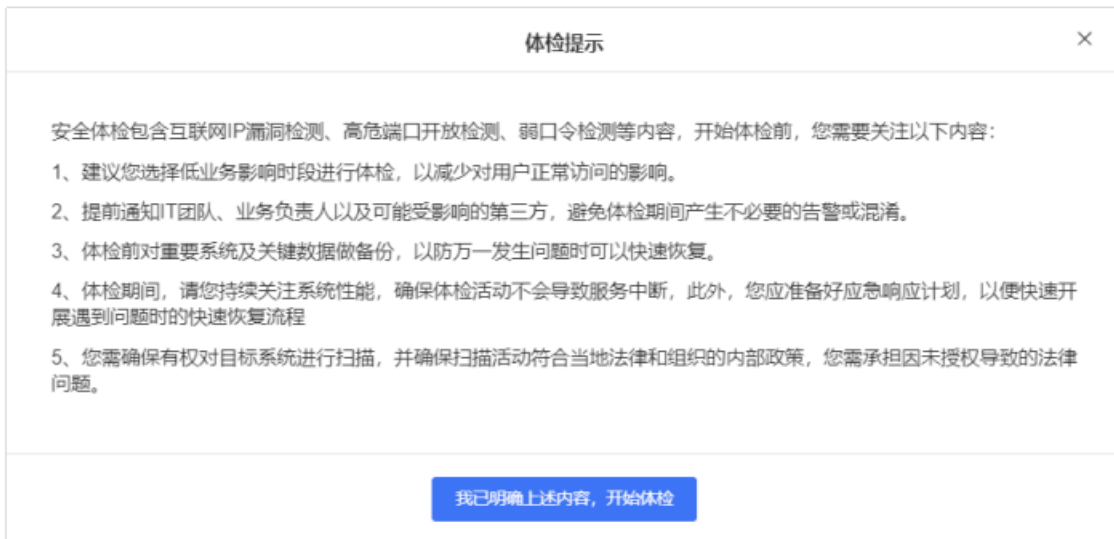 体检提示
安全体检包含互联网IP漏洞检测、高危端口开放检测、弱口令检测等内容，开始体检前，您需要关注以下内容：
1、建议您选择低业务影响时段进行体检，以减少对用户正常访问的影响。
2、提前通知IT团队、业务负责人以及可能受影响的第三方，避免体检期间产生不必要的告警或混淆。
3、体检前对重要系统及关键数据做备份，以防万一发生问题时可以快速恢复。
4、体检期间，请您持续关注系统性能，确保体检活动不会导致服务中断，此外，您应准备好应急响应计划，以便快速开
展遇到问题时的快速恢复流程
5、您需确保有权对目标系统进行扫描，并确保扫描活动符合当地法律和组织的内部政策，您需承担因未授权导致的法律
问题。
我已明确上述内容，开始体检